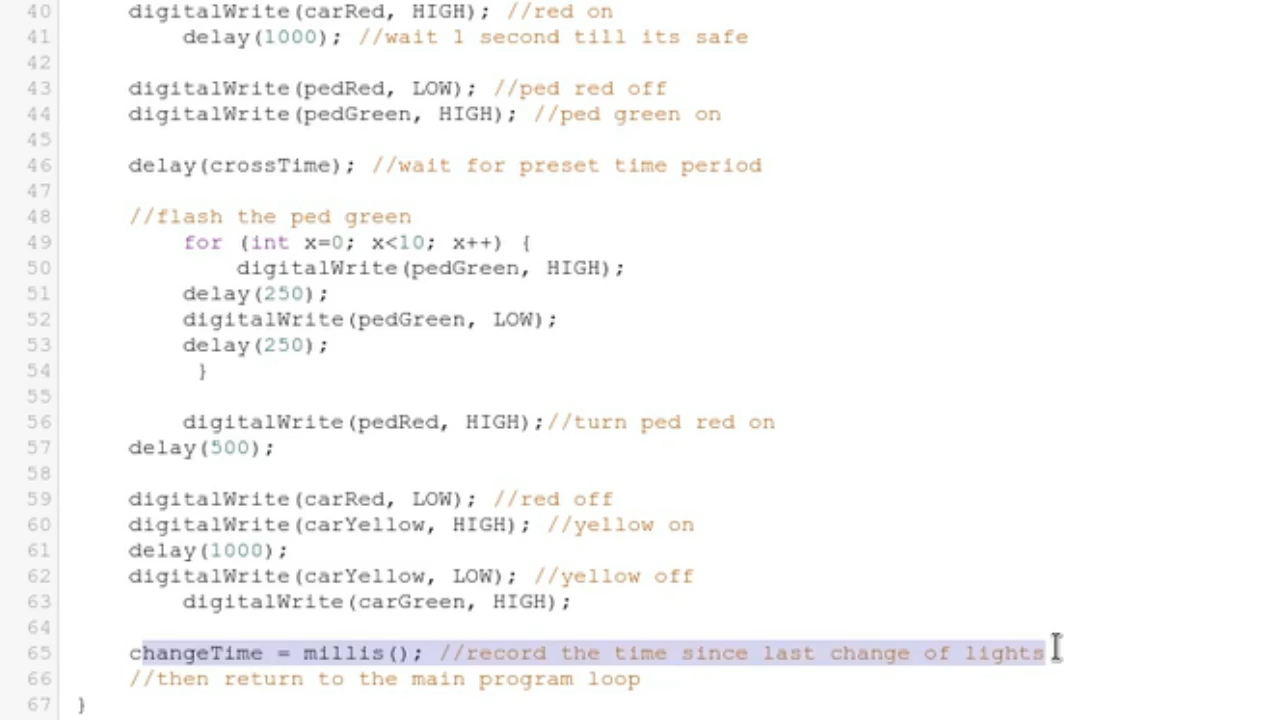 40 digitalWrite(carRed, HIGH); //red on
41 delay(1000); //wait 1 second till its safe
42
43 digitalWrite(pedRed, LOW); //ped red off
44 digitalWrite(pedGreen, HIGH); //ped green on
45
46 delay(crossTime); //wait for preset time period
47
48 //flash the ped green
49 for (int x=0; x<10; x++) {
50 digitalWrite(pedGreen, HIGH);
51 delay(250);
52 digitalWrite(pedGreen, LOW);
53 delay(250);
54 }
55
56 digitalWrite(pedRed, HIGH);//turn ped red on
57 delay(500);
58
59 digitalWrite(carRed, LOW); //red off
60 digitalWrite(carYellow, HIGH); //yellow on
61 delay(1000);
62 digitalWrite(carYellow, LOW); //yellow off
63 digitalWrite(carGreen, HIGH);
64
65 changeTime = millis(); //record the time since last change of lights
66 //then return to the main program loop
67 }